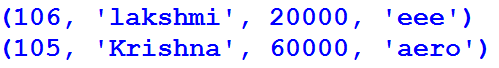 (106, 'lakshmi', 20000, 'eee')
(105, 'Krishna', 60000, 'aero')